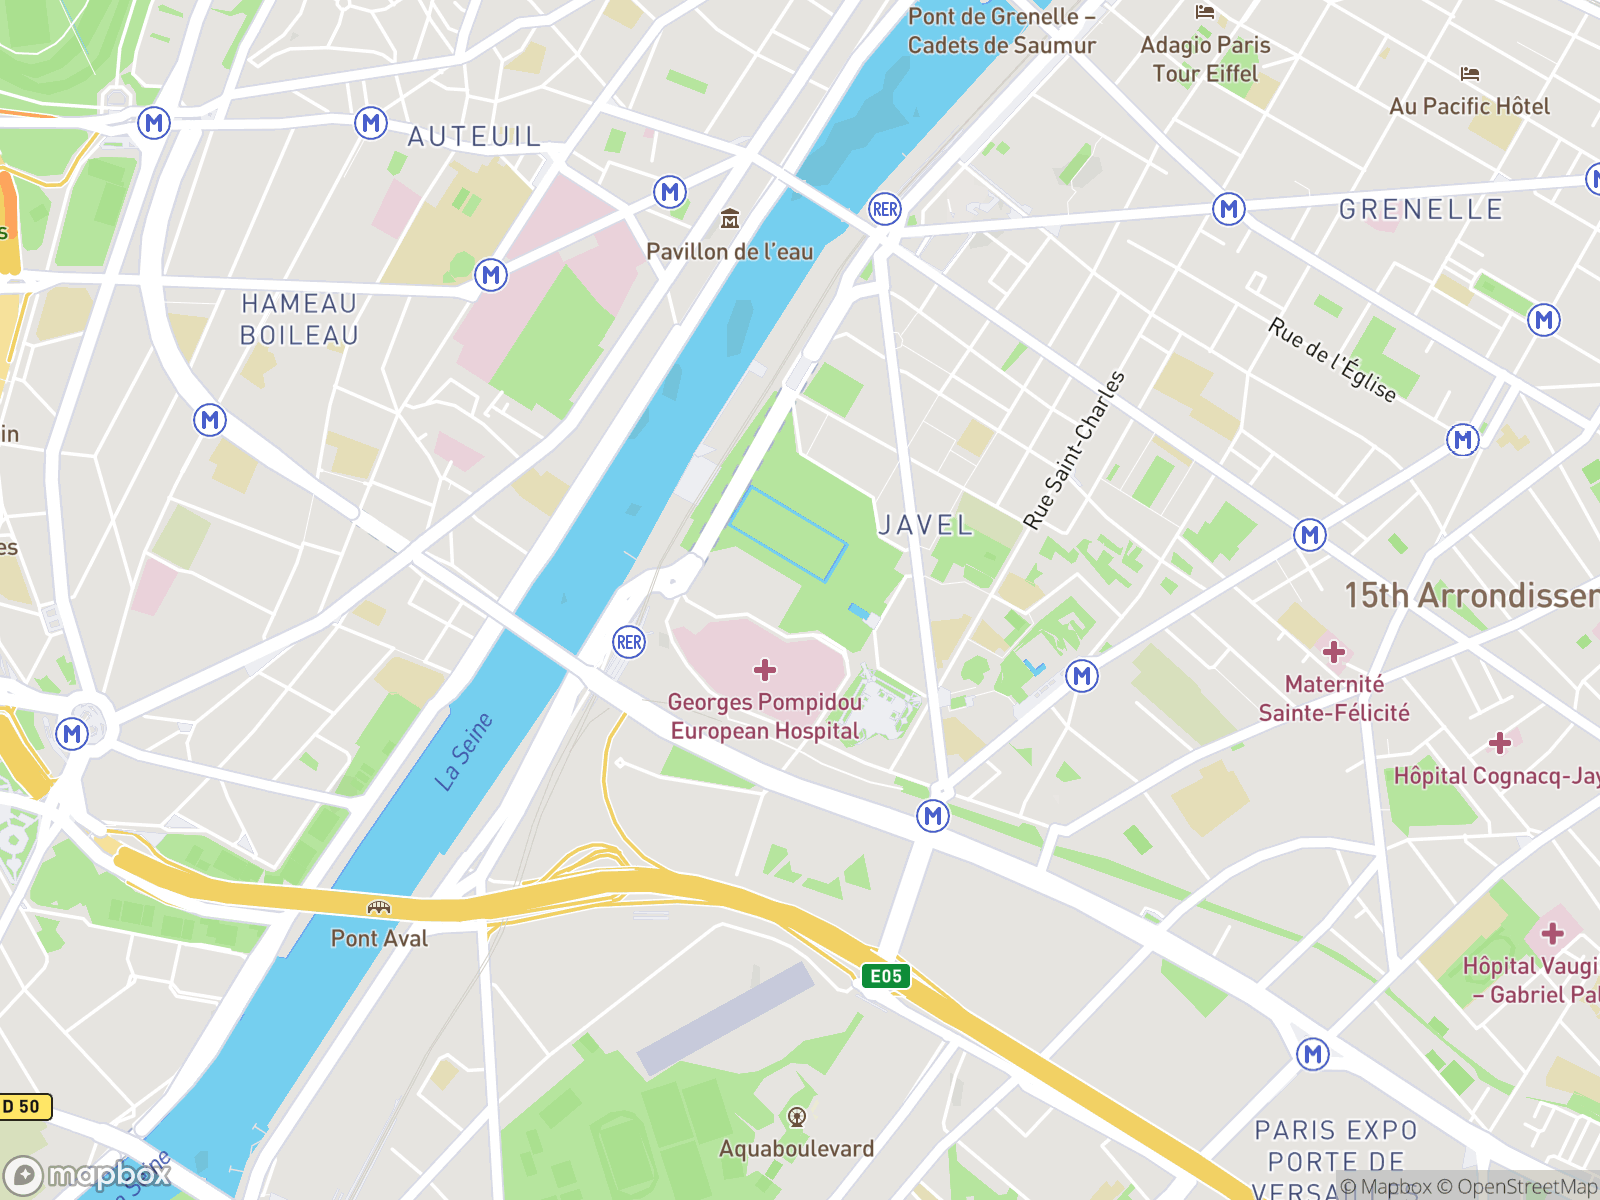 Pont de Grenelle –
Cadets de Saumur
Adagio Paris
Tour Eiffel
Au Pacific Hôtel
M
M
AUTEUIL
M
M
RER
M
GRENELLE
Pavillon de l’eau
M
HAMEAU
BOILEAU
M
Rue de l'Église
Rue Saint-Charles
M
M
JAVEL
M
15th Arrondissem
RER
M
Maternité
Sainte-Félicité
Georges Pompidou
European Hospital
M
La Seine
Hôpital Cognacq-Jay
M
Pont Aval
E05
Hôpital Vaugi
– Gabriel Pal
M
D 50
Aquaboulevard
PARIS EXPO
PORTE DE
VERSAILLES
Seine
mapbox
© Mapbox © OpenStreetMap